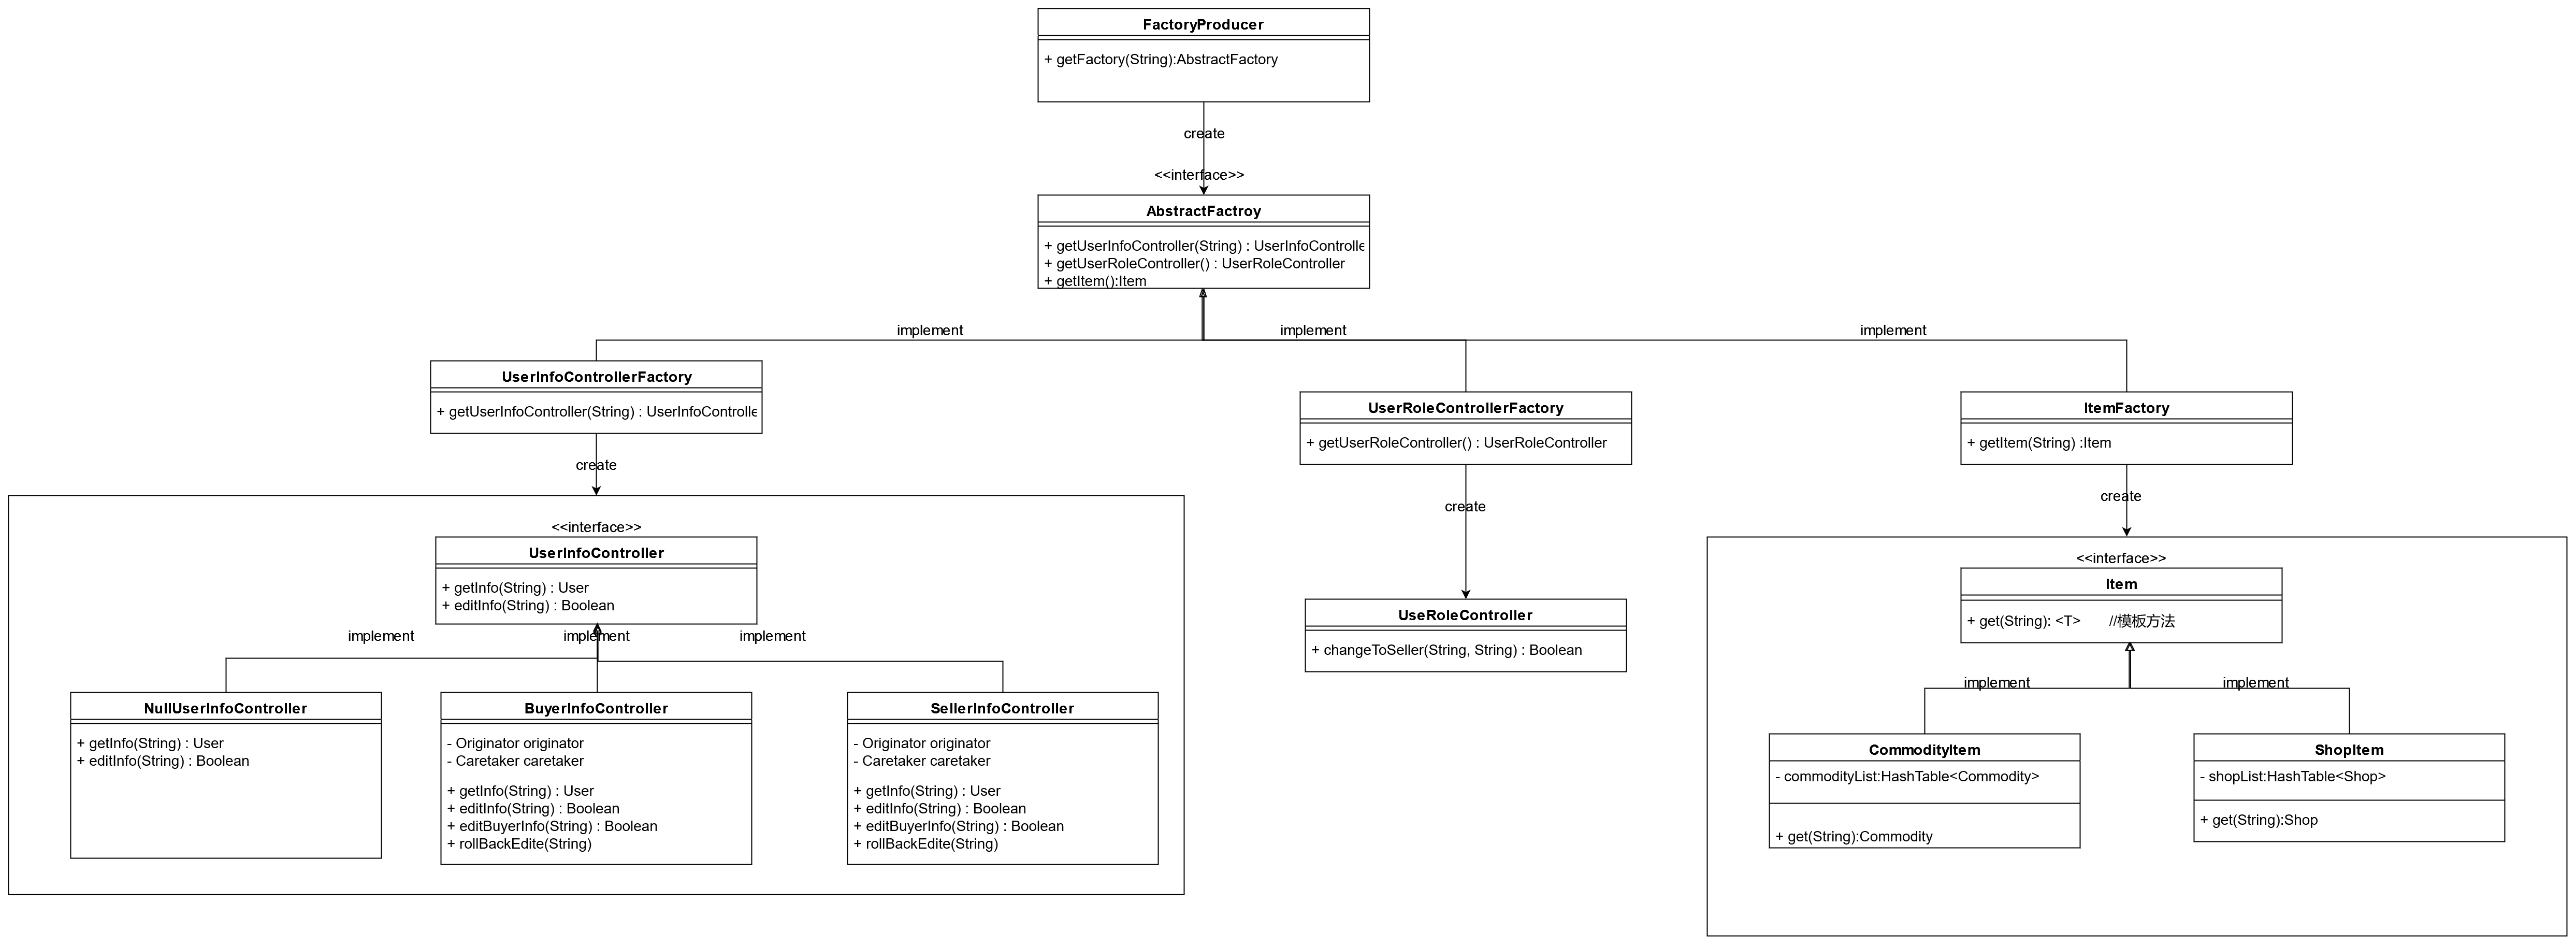 FactoryProducer
+ getFactory(String):AbstractFactory
create
<<interface>>
AbstractFactroy
+ getUserInfoController(String) : UserInfoControlle
+ getUserRoleController() : UserRoleController
+ getItem():Item
implement
implement
implement
UserInfoControllerFactory
+ getUserInfoController(String) : UserInfoControlle
create
UserRoleControllerFactory
+ getUserRoleController() : UserRoleController
create
ItemFactory
+ getItem(String) :Item
create
<<interface>>
UserInfoController
+ getInfo(String) : User
+ editInfo(String) : Boolean
implement
implement
implement
NullUserInfoController
+ getInfo(String) : User
+ editInfo(String) : Boolean
BuyerInfoController
- Originator originator
- Caretaker caretaker
+ getInfo(String) : User
+ editInfo(String) : Boolean
+ editBuyerInfo(String) : Boolean
+ rollBackEdite(String)
SellerInfoController
- Originator originator
- Caretaker caretaker
+ getInfo(String) : User
+ editInfo(String) : Boolean
+ editBuyerInfo(String) : Boolean
+ rollBackEdite(String)
UseRoleController
+ changeToSeller(String, String) : Boolean
<<interface>>
Item
+ get(String): <T> //模板方法
implement
implement
CommodityItem
- commodityList:HashTable<Commodity>
+ get(String):Commodity
ShopItem
- shopList:HashTable<Shop>
+ get(String):Shop